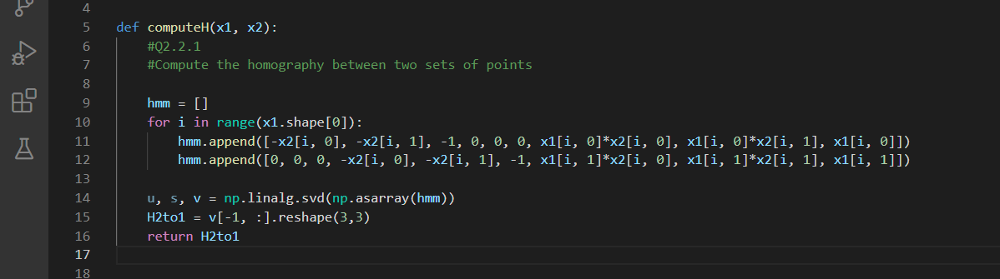 4
5 def computeH(x1, x2):
6 #Q2.2.1
7 #Compute the homography between two sets of points
8
9 hmm = []
10 for i in range(x1.shape[0]):
11 hmm.append([-x2[i, 0], -x2[i, 1], -1, 0, 0, 0, x1[i, 0]*x2[i, 0], x1[i, 0]*x2[i, 1], x1[i, 0]])
12 hmm.append([0, 0, 0, -x2[i, 0], -x2[i, 1], -1, x1[i, 1]*x2[i, 0], x1[i, 1]*x2[i, 1], x1[i, 1]])
13
14 u, s, v = np.linalg.svd(np.asarray(hmm))
15 H2to1 = v[-1, :].reshape(3,3)
16 return H2to1
17
18